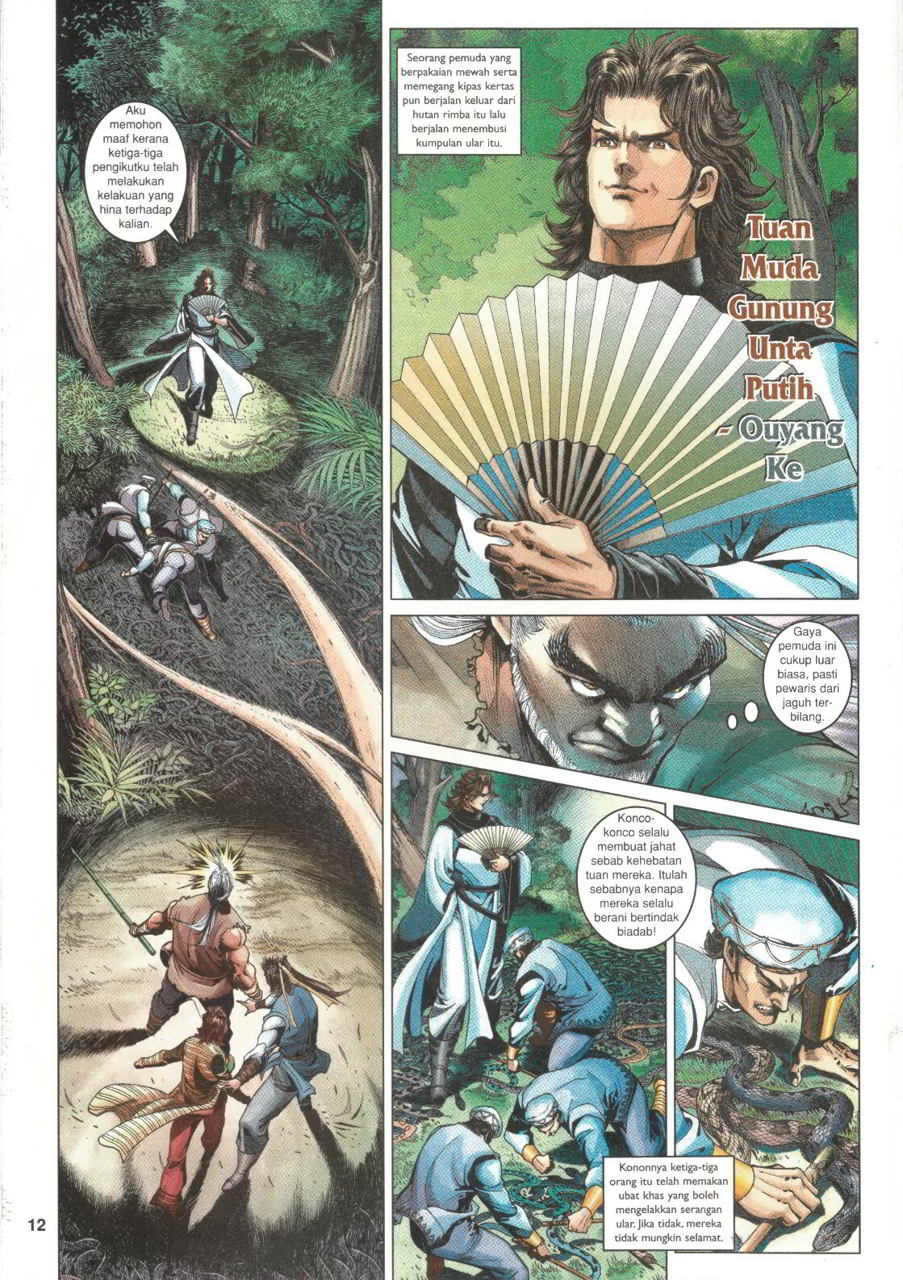 Aku
memohon
maaf kerana
ketiga-tiga
pengikutku telah
melakukan
kelakuan yang
hina terhadap
kalian.
Seorang pemuda yang
berpakaian mewah serta
memegang kipas kertas
pun berjalan keluar dari
hutan rimba itu lalu
berjalan menembusi
kumpulan ular itu.
Tuan
Muda
Gunung
Unta
Putih
- Ouyang
Ke
Gaya
pemuda ini
cukup luar
biasa, pasti
pewaris dari
jaguh ter-
bilang.
Konco-
konco selalu
membuat jahat
sebab kehebatan
tuan mereka. Itulah
sebabnya kenapa
mereka selalu
berani bertindak
biadab!
Kononnya ketiga-tiga
orang itu telah memakan
ubat khas yang boleh
mengelakkan serangan
ular. Jika tidak, mereka
tidak mungkin selamat.
12